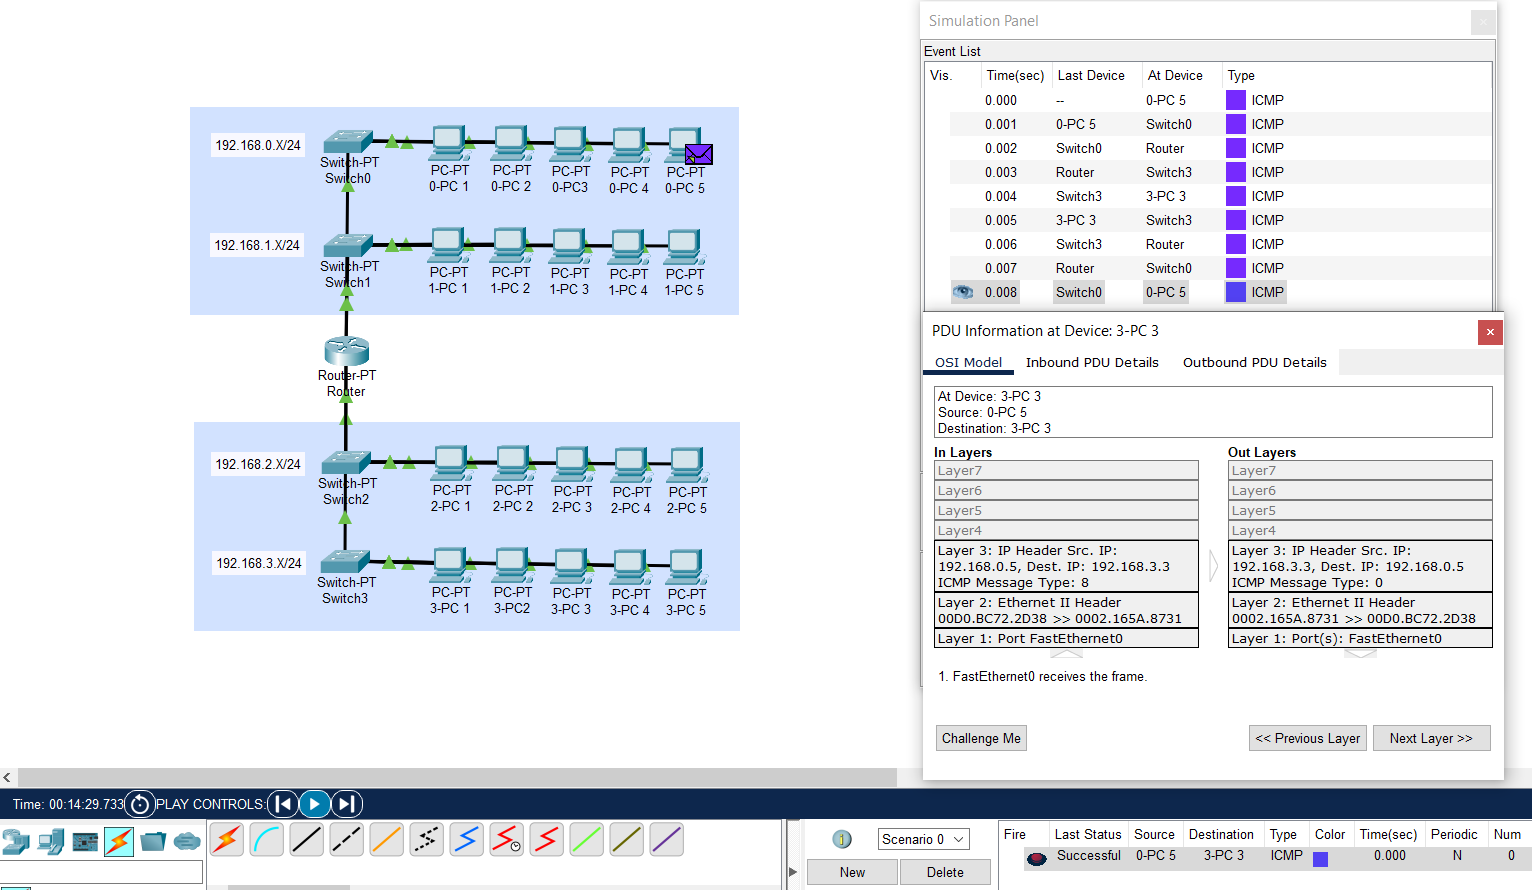 Simulation Panel
Event List
Vis. Time(sec) Last Device At Device Type
0.000 -- 0-PC 5 ICMP
0.001 0-PC 5 Switch0 ICMP
0.002 Switch0 Router ICMP
0.003 Router Switch3 ICMP
0.004 Switch3 3-PC 3 ICMP
0.005 3-PC 3 Switch3 ICMP
0.006 Switch3 Router ICMP
0.007 Router Switch0 ICMP
0.008 Switch0 0-PC 5 ICMP
192.168.0.X/24
Switch-PT
Switch0
PC-PT
0-PC 1
PC-PT
0-PC 2
PC-PT
0-PC3
PC-PT
0-PC 4
PC-PT
0-PC 5
192.168.1.X/24
Switch-PT
Switch1
PC-PT
1-PC 1
PC-PT
1-PC 2
PC-PT
1-PC 3
PC-PT
1-PC 4
PC-PT
1-PC 5
Router-PT
Router
192.168.2.X/24
Switch-PT
Switch2
PC-PT
2-PC 1
PC-PT
2-PC 2
PC-PT
2-PC 3
PC-PT
2-PC 4
PC-PT
2-PC 5
192.168.3.X/24
Switch-PT
Switch3
PC-PT
3-PC 1
PC-PT
3-PC2
PC-PT
3-PC 3
PC-PT
3-PC 4
PC-PT
3-PC 5
PDU Information at Device: 3-PC 3
OSI Model Inbound PDU Details Outbound PDU Details
At Device: 3-PC 3
Source: 0-PC 5
Destination: 3-PC 3
In Layers
Layer7
Layer6
Layer5
Layer4
Layer 3: IP Header Src. IP:
192.168.0.5, Dest. IP: 192.168.3.3
ICMP Message Type: 8
Layer 2: Ethernet II Header
00D0.BC72.2D38 >> 0002.165A.8731
Layer 1: Port FastEthernet0
Out Layers
Layer7
Layer6
Layer5
Layer4
Layer 3: IP Header Src. IP:
192.168.3.3, Dest. IP: 192.168.0.5
ICMP Message Type: 0
Layer 2: Ethernet II Header
0002.165A.8731 >> 00D0.BC72.2D38
Layer 1: Port(s): FastEthernet0
1. FastEthernet0 receives the frame.
Challenge Me << Previous Layer Next Layer >>
Time: 00:14:29.733 PLAY CONTROLS:
Scenario 0
New Delete
Fire Last Status Source Destination Type Color Time(sec) Periodic Num
Successful 0-PC 5 3-PC 3 ICMP 0.000 N 0